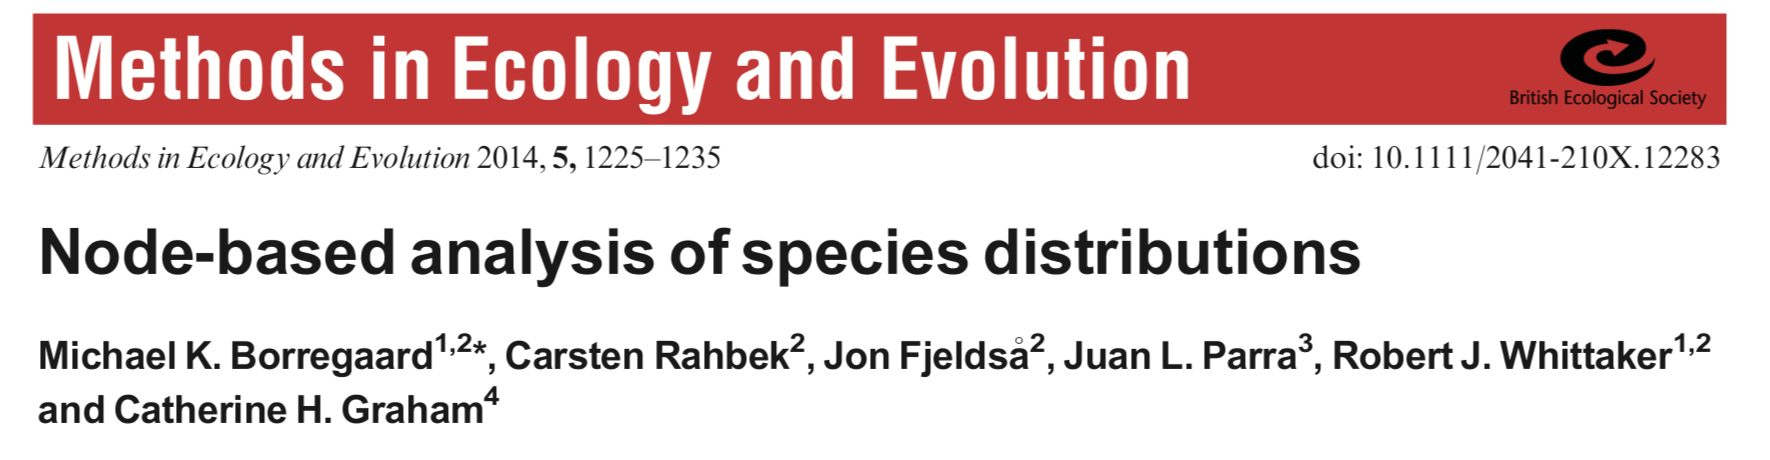 Methods in Ecology and Evolution
British Ecological Society
Methods in Ecology and Evolution 2014, 5, 1225–1235
doi: 10.1111/2041-210X.12283
Node-based analysis of species distributions
Michael K. Borregaard1,2*, Carsten Rahbek2, Jon Fjeldså2, Juan L. Parra3, Robert J. Whittaker1,2
and Catherine H. Graham4